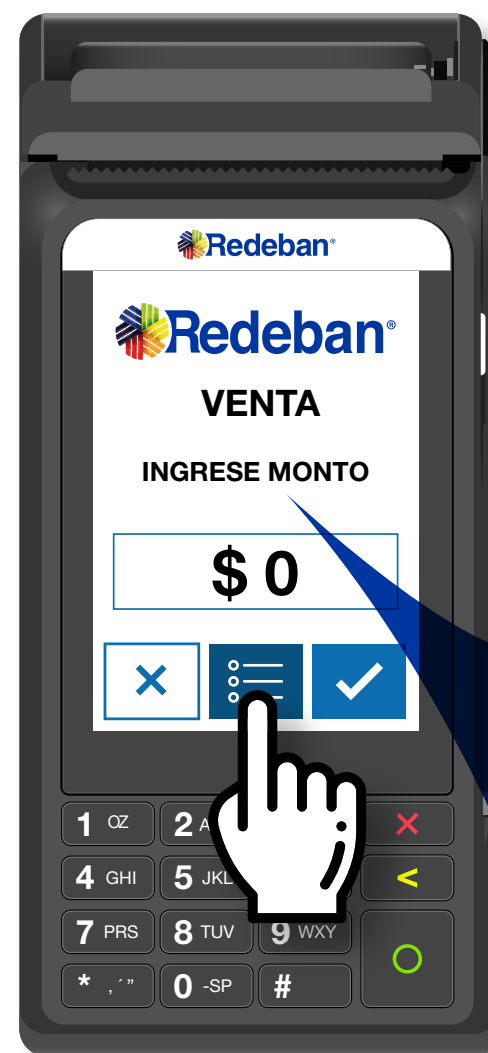 Redeban®
Redeban®
VENTA
INGRESE MONTO
$ 0
1 OZ 2 A
4 GHI 5 JKL
7 PRS 8 TUV 9 WXY
* , ´ ” 0 -SP #